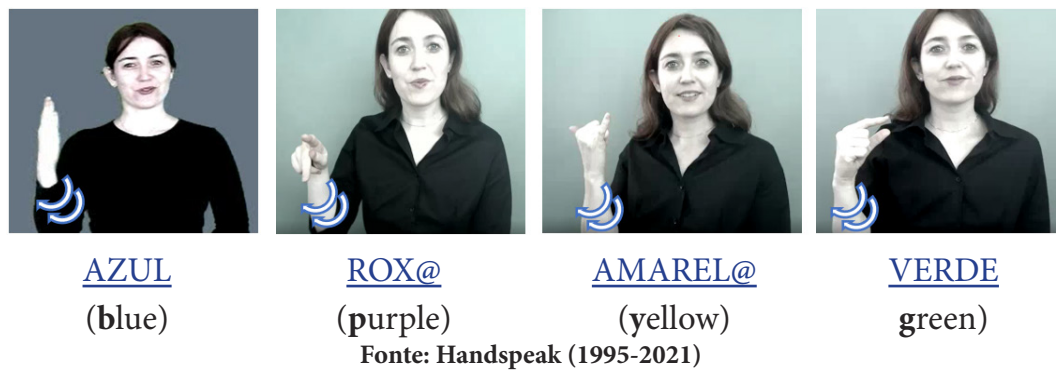 AZUL ROX@ AMAREL@ VERDE
(blue) (purple) (yellow) green)
Fonte: Handspeak (1995-2021)